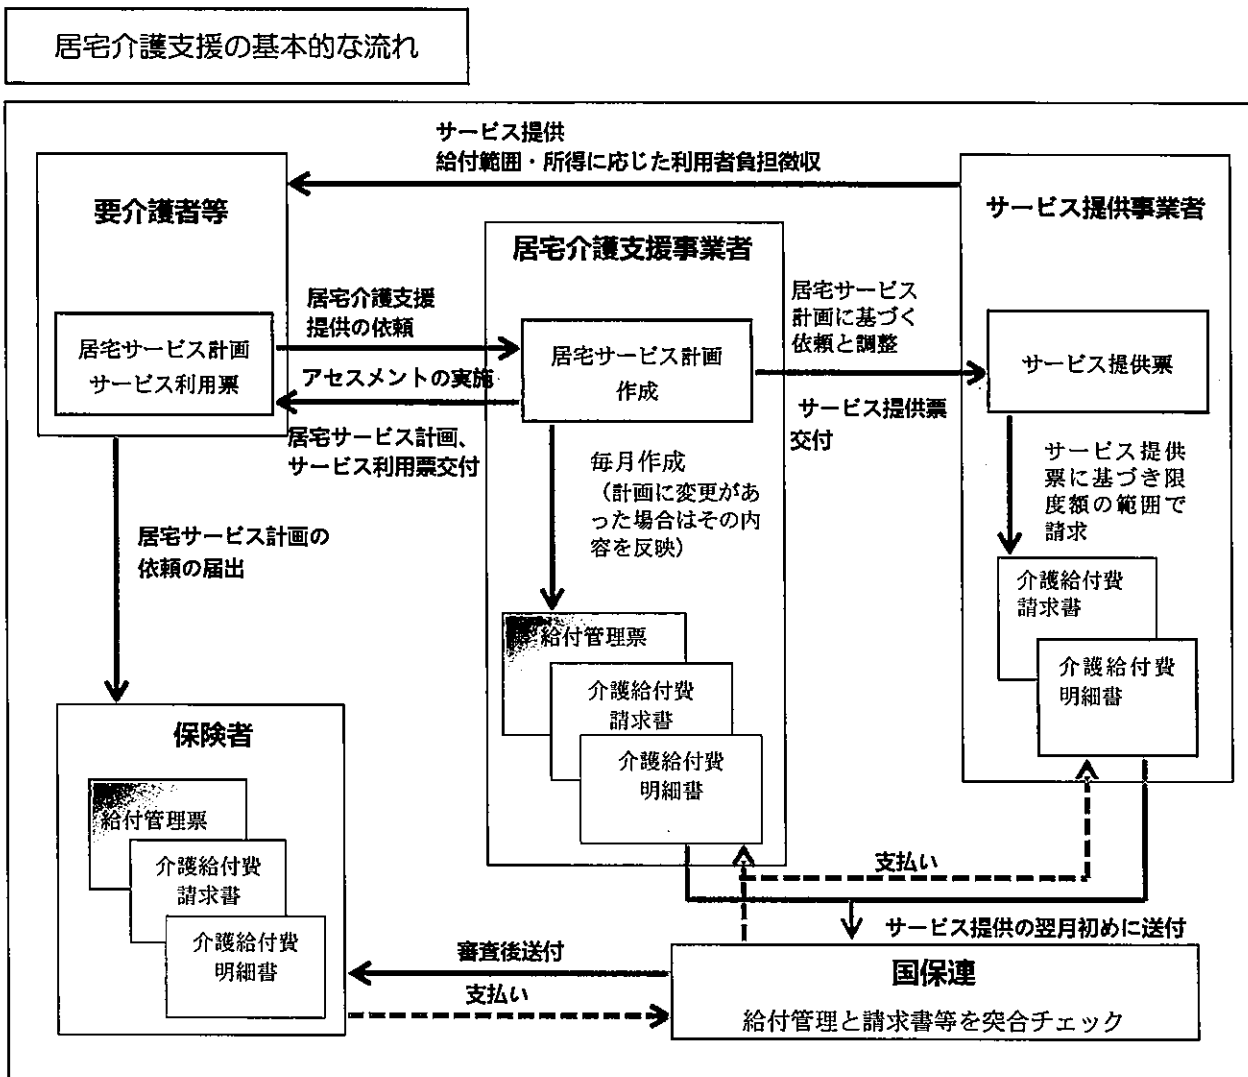 居宅介護支援の基本的な流れ
サービス提供
給付範囲・所得に応じた利用者負担徴収
要介護者等
サービス提供事業者
居宅介護支援事業者
居宅介護支援
提供の依頼
居宅サービス
計画に基づく
依頼と調整
居宅サービス計画
サービス利用票
居宅サービス計画
作成
サービス提供票
アセスメントの実施
サービス提供票
交付
居宅サービス計画、
サービス利用票交付
毎月作成
（計画に変更があ
った場合はその内
容を反映）
サービス提供
票に基づき限
度額の範囲で
請求
居宅サービス計画の
依頼の届出
介護給付費
請求書
介護給付費
明細書
給付管理票
介護給付費
請求書
介護給付費
明細書
保険者
給付管理票
介護給付費
請求書
介護給付費
明細書
支払い
サービス提供の翌月初めに送付
審査後送付
支払い
国保連
給付管理と請求書等を突合チェック